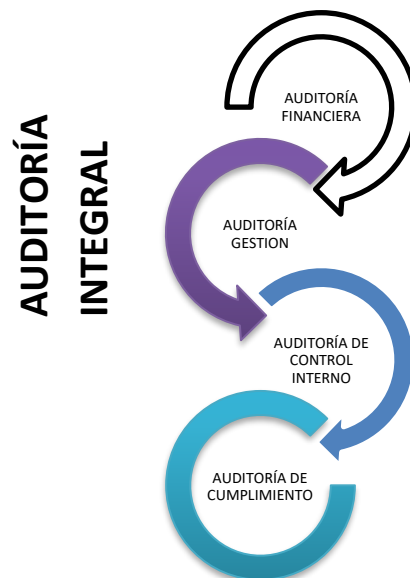 AUDITORÍA
INTEGRAL
AUDITORÍA
FINANCIERA
AUDITORÍA
GESTION
AUDITORÍA DE
CONTROL
INTERNO
AUDITORÍA DE
CUMPLIMIENTO